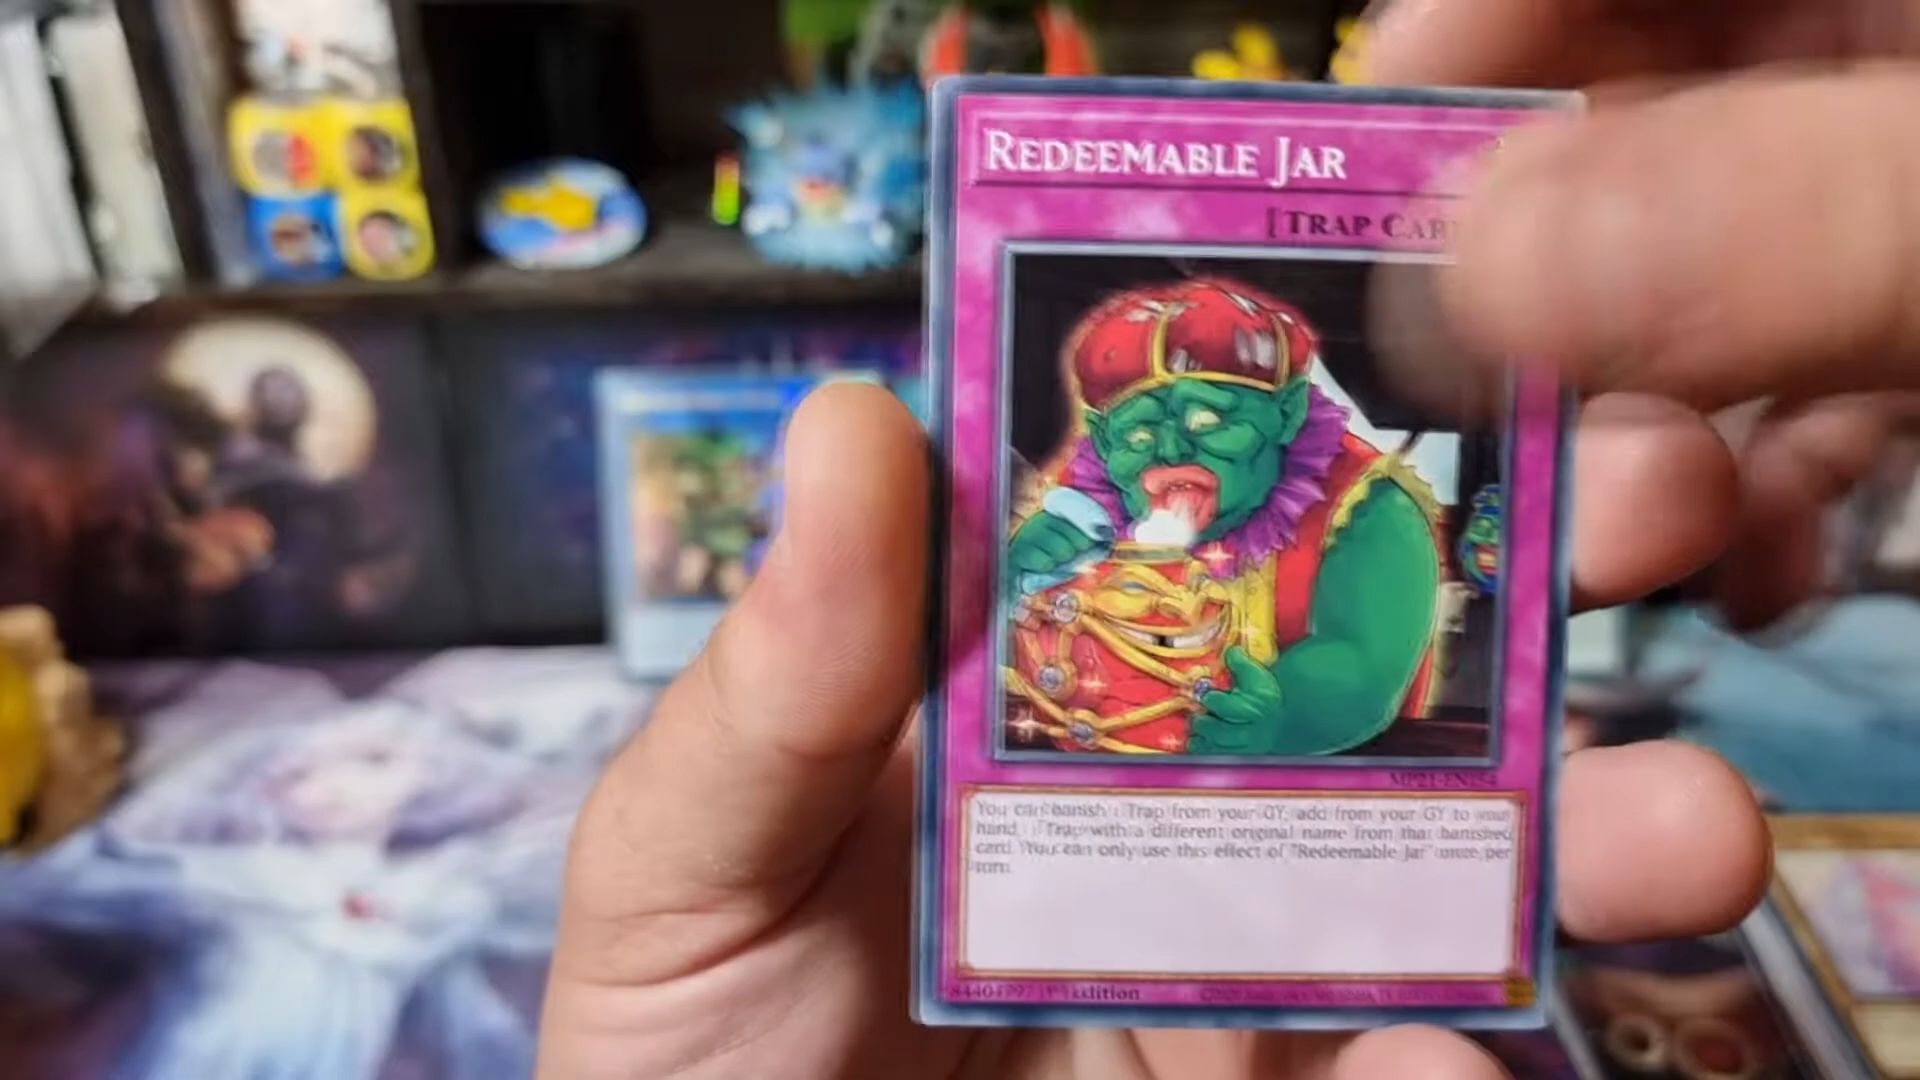 REDEEMABLE JAR
[TRAP CAR
MP21-EN154
You can banish 1 Trap from your GY; add from your GY to your
hand, 1 Trap with a different original name from that banished
card. You can only use this effect of "Redeemable Jar" once per
turn.
1st Edition